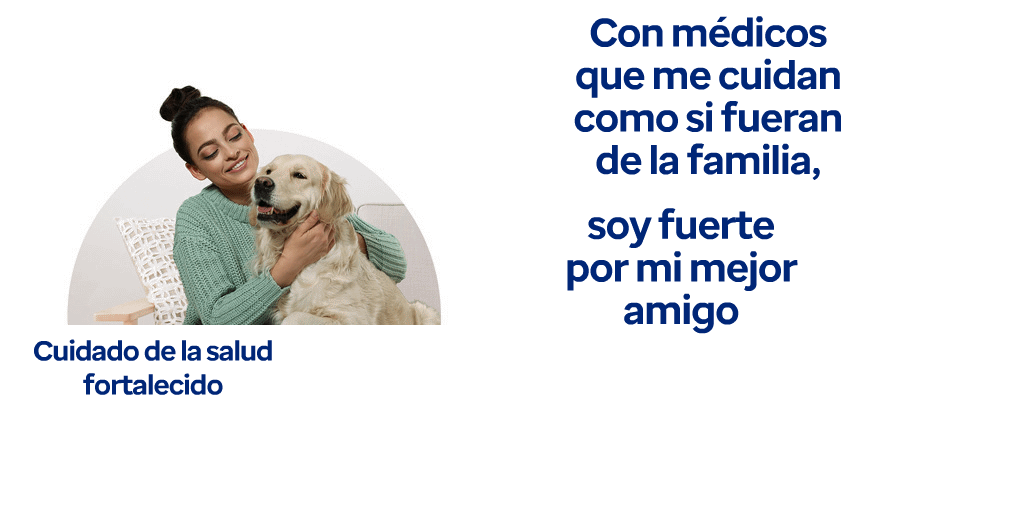 Con médicos
que me cuidan
como si fueran
de la familia,
soy fuerte
por mi mejor
amigo
Cuidado de la salud
fortalecido